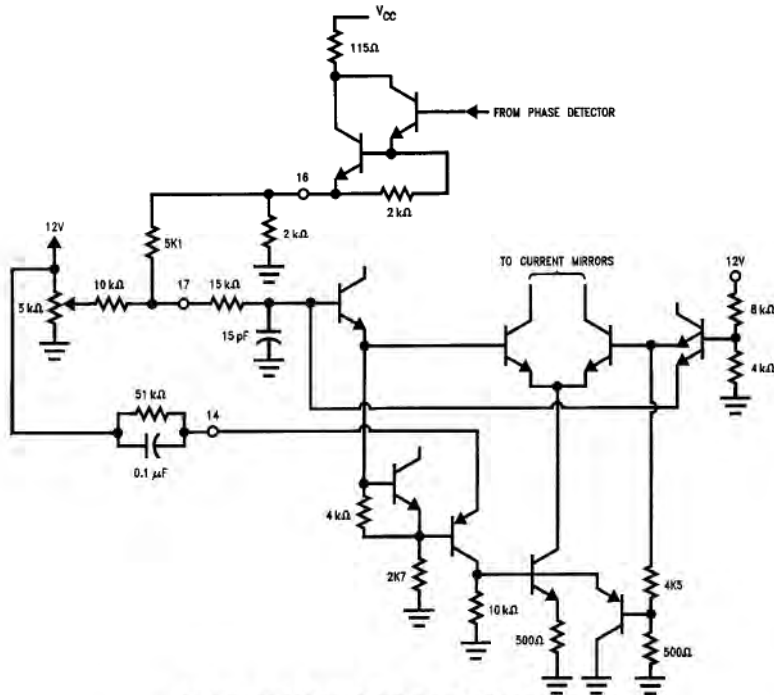 VCC
115Ω
FROM PHASE DETECTOR
16
2 kΩ
2 kΩ
5K1
12V
10 kΩ
5 kΩ
17
15 kΩ
15 pF
TO CURRENT MIRRORS
12V
8 kΩ
4 kΩ
51 kΩ
14
0.1 μF
4 kΩ
2K7
10 kΩ
500Ω
4K5
500Ω